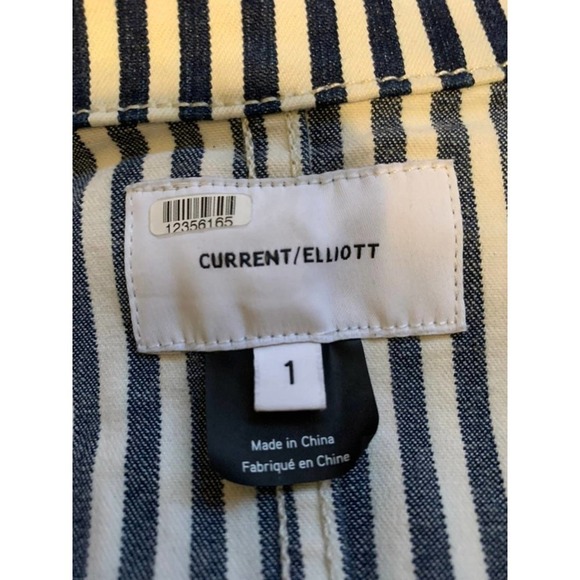 12356165
CURRENT/ELLIOTT
1
Made in China
Fabriqué en Chine